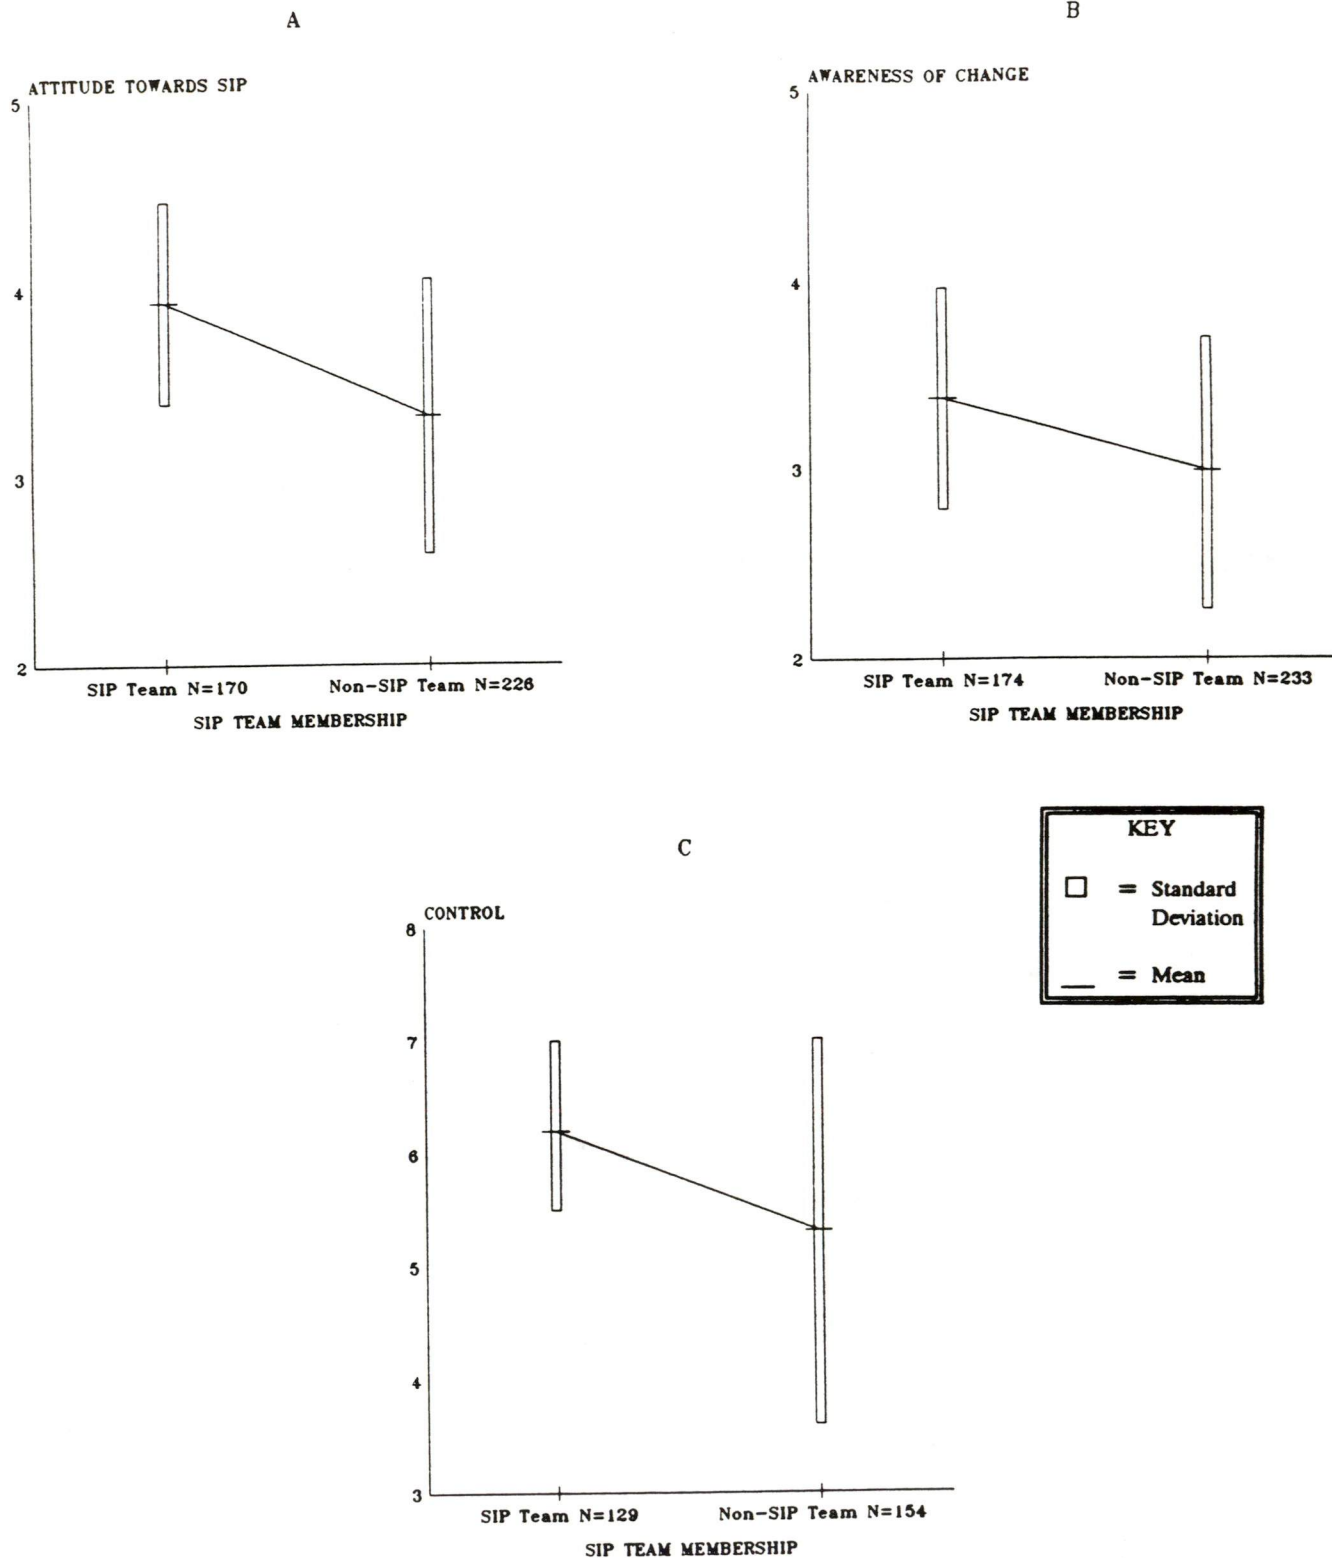 A
ATTITUDE TOWARDS SIP
5
4
3
2
SIP Team N=170 Non-SIP Team N=226
SIP TEAM MEMBERSHIP
B
AWARENESS OF CHANGE
5
4
3
2
SIP Team N=174 Non-SIP Team N=233
SIP TEAM MEMBERSHIP
C
CONTROL
8
7
6
5
4
3
SIP Team N=129 Non-SIP Team N=154
SIP TEAM MEMBERSHIP
KEY
= Standard
Deviation
= Mean